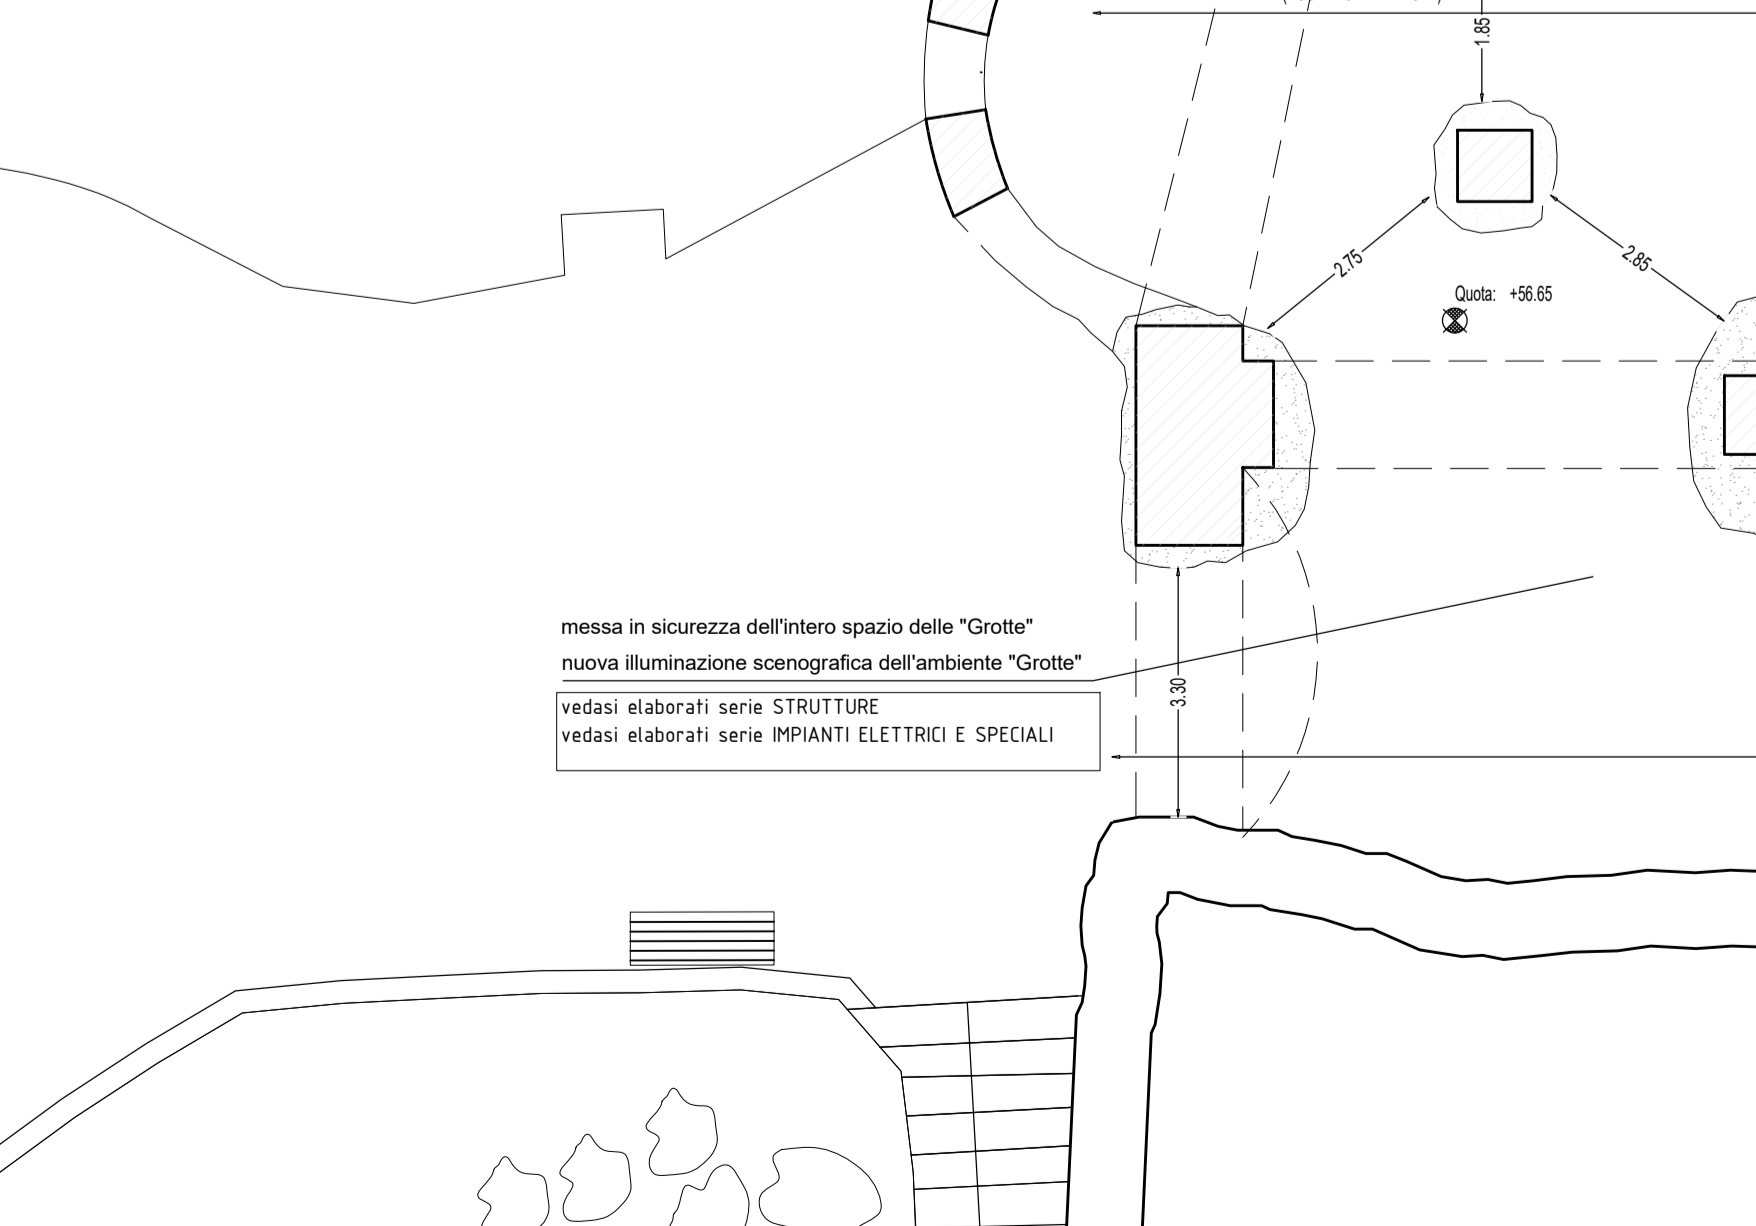 1.85
2.75
2.85
Quota: +56.65
messa in sicurezza dell'intero spazio delle "Grotte"
nuova illuminazione scenografica dell'ambiente "Grotte"
3.30
vedasi elaborati serie STRUTTURE
vedasi elaborati serie IMPIANTI ELETTRICI E SPECIALI